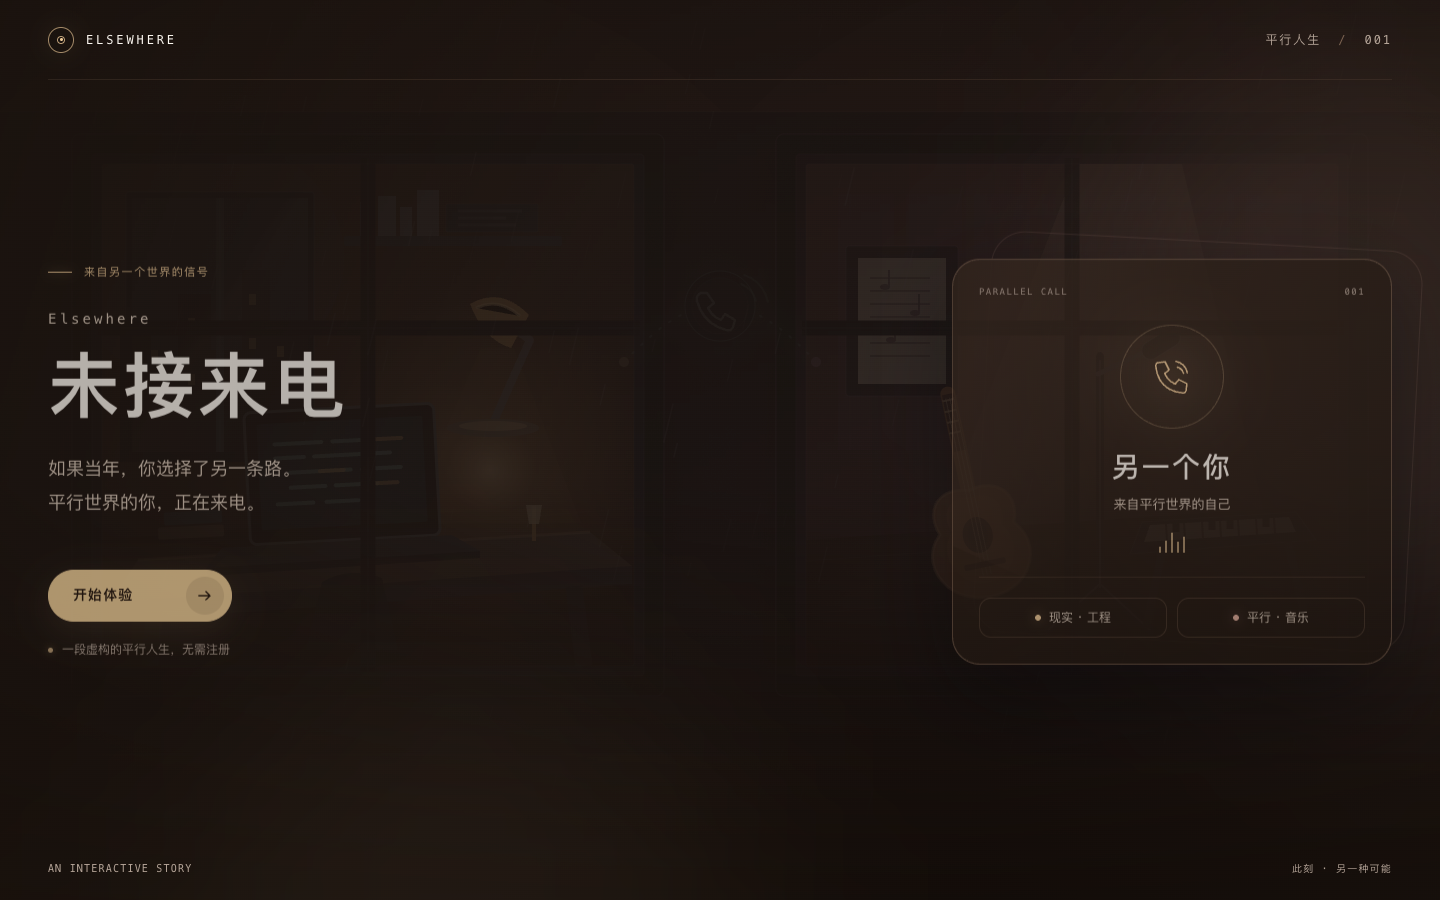 ELSEWHERE
平行人生 / 001
来自另一个世界的信号
Elsewhere
未接来电
如果当年，你选择了另一条路。
平行世界的你，正在来电。
开始体验
一段虚构的平行人生，无需注册
PARALLEL CALL 001
另一个你
来自平行世界的自己
现实 · 工程
平行 · 音乐
AN INTERACTIVE STORY
此刻 · 另一种可能